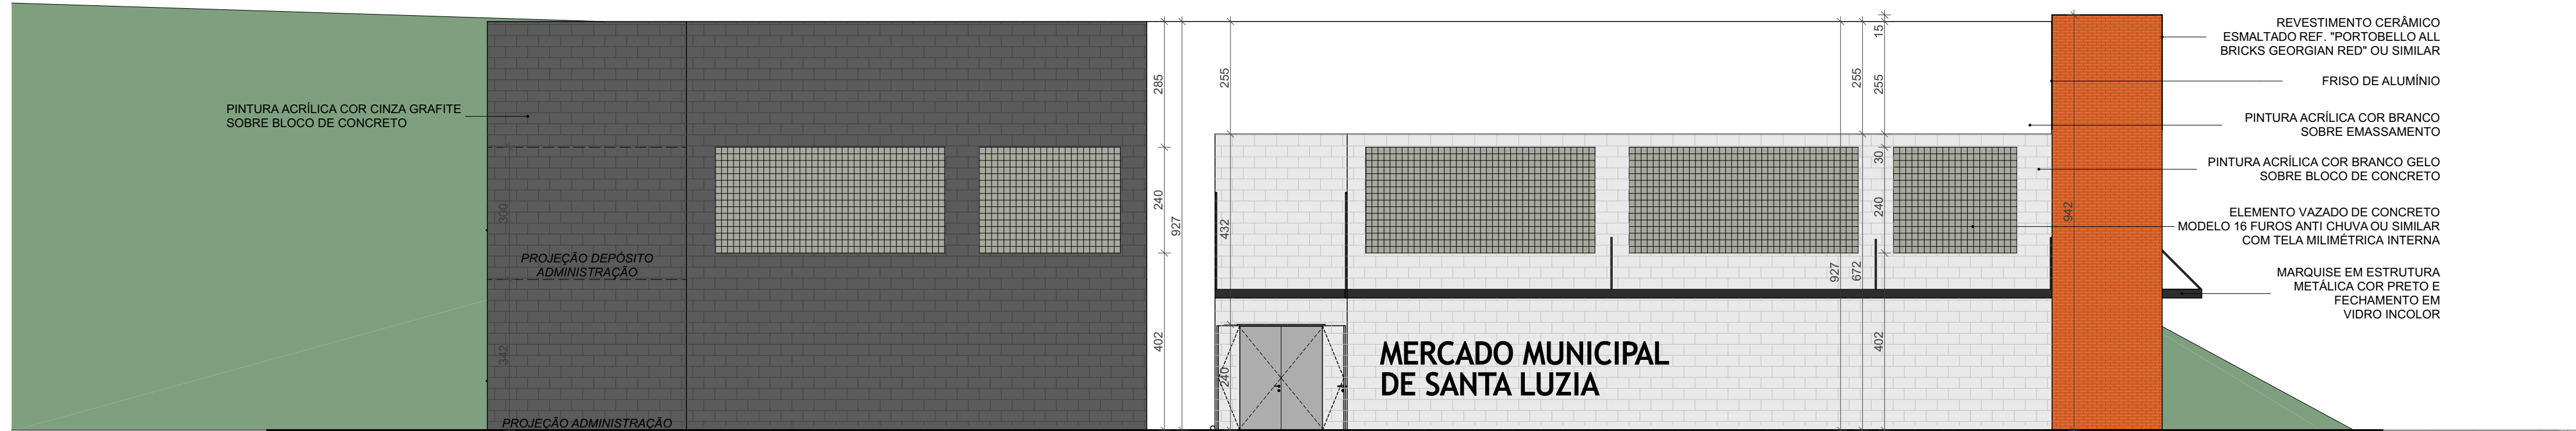 PINTURA ACRÍLICA COR CINZA GRAFITE
SOBRE BLOCO DE CONCRETO
300
342
PROJEÇÃO DEPÓSITO
ADMINISTRAÇÃO
PROJEÇÃO ADMINISTRAÇÃO
285
240
402
927
255
432
240
MERCADO MUNICIPAL
DE SANTA LUZIA
927
255
672
15
255
30
240
402
942
REVESTIMENTO CERÂMICO
ESMALTADO REF. "PORTOBELLO ALL
BRICKS GEORGIAN RED" OU SIMILAR
FRISO DE ALUMÍNIO
PINTURA ACRÍLICA COR BRANCO
SOBRE EMASSAMENTO
PINTURA ACRÍLICA COR BRANCO GELO
SOBRE BLOCO DE CONCRETO
ELEMENTO VAZADO DE CONCRETO
MODELO 16 FUROS ANTI CHUVA OU SIMILAR
COM TELA MILIMÉTRICA INTERNA
MARQUISE EM ESTRUTURA
METÁLICA COR PRETO E
FECHAMENTO EM
VIDRO INCOLOR